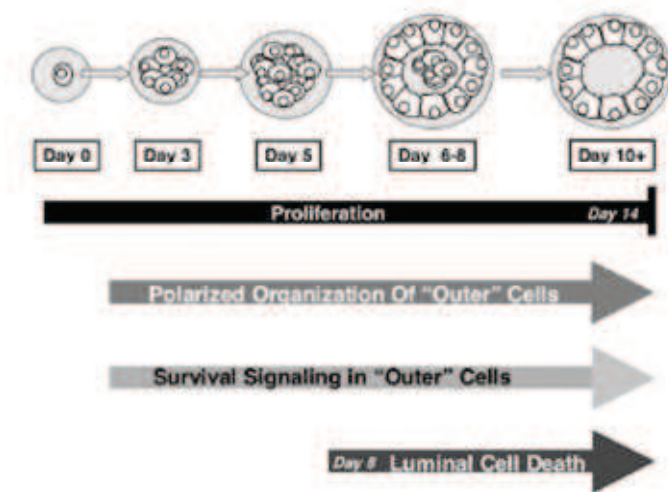 Day 0 Day 3 Day 5 Day 6-8 Day 10+
Proliferation Day 14
Polarized Organization Of "Outer" Cells
Survival Signaling in "Outer" Cells
Day 8 Luminal Cell Death